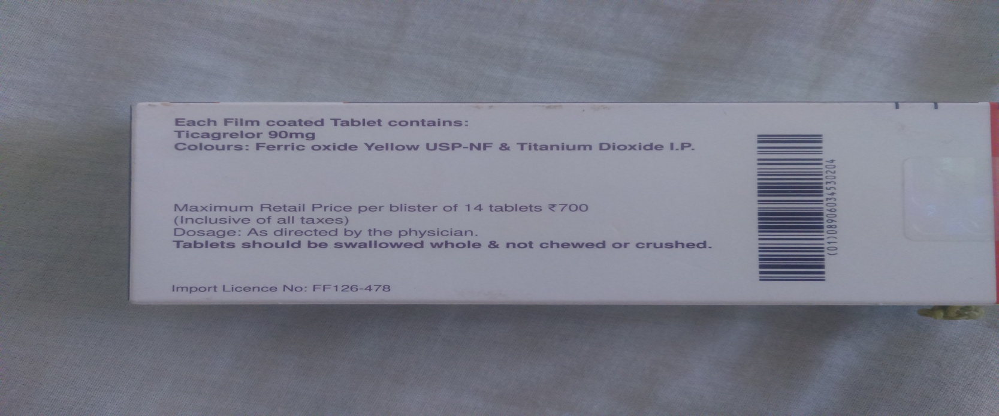 Each Film coated Tablet contains:
Ticagrelor 90mg
Colours: Ferric oxide Yellow USP-NF & Titanium Dioxide I.P.
Maximum Retail Price per blister of 14 tablets ₹700
(Inclusive of all taxes)
Dosage: As directed by the physician.
Tablets should be swallowed whole & not chewed or crushed.
Import Licence No: FF126-478
(01)08906034530204